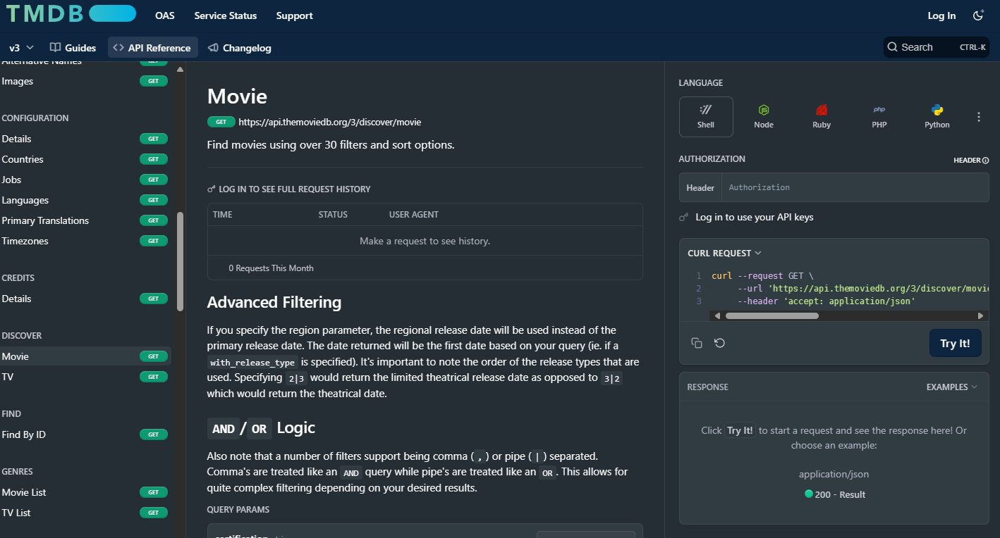 TMDB
OAS
Service Status
Support
Log In
v3
Guides
<> API Reference
Changelog
Search
CTRL-K
Alternative Names GET
Images GET
CONFIGURATION
Details GET
Countries GET
Jobs GET
Languages GET
Primary Translations GET
Timezones GET
CREDITS
Details GET
DISCOVER
Movie GET
TV GET
FIND
Find By ID GET
GENRES
Movie List GET
TV List GET
Movie
GET https://api.themoviedb.org/3/discover/movie
Find movies using over 30 filters and sort options.
LOG IN TO SEE FULL REQUEST HISTORY
TIME STATUS USER AGENT
Make a request to see history.
0 Requests This Month
Advanced Filtering
If you specify the region parameter, the regional release date will be used instead of the
primary release date. The date returned will be the first date based on your query (ie. if a
with_release_type is specified). It's important to note the order of the release types that are
used. Specifying 2|3 would return the limited theatrical release date as opposed to 3|2
which would return the theatrical date.
AND / OR Logic
Also note that a number of filters support being comma ( , ) or pipe ( | ) separated.
Comma's are treated like an AND query while pipe's are treated like an OR . This allows for
quite complex filtering depending on your desired results.
QUERY PARAMS
LANGUAGE
Shell
JS
Node
Ruby
php
PHP
Python
AUTHORIZATION
HEADER
Header Authorization
Log in to use your API keys
CURL REQUEST
1 curl --request GET \
2 --url 'https://api.themoviedb.org/3/discover/movie
3 --header 'accept: application/json'
Try It!
RESPONSE
EXAMPLES
Click Try It! to start a request and see the response here! Or
choose an example:
application/json
200 - Result